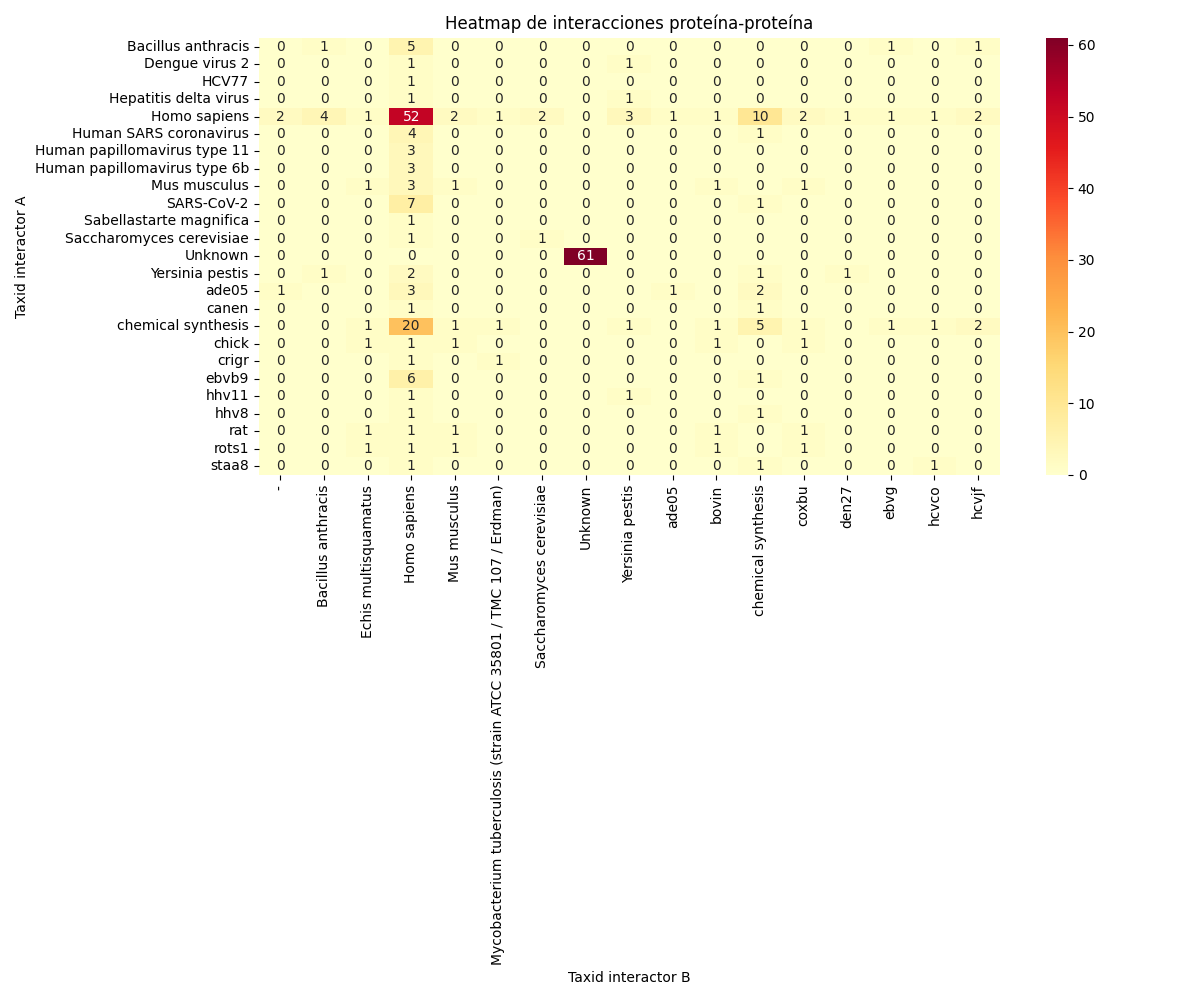 Heatmap de interacciones proteína-proteína
Taxid interactor A
Bacillus anthracis 0 1 0 5 0 0 0 0 0 0 0 0 0 0 1 0 1
Dengue virus 2 0 0 0 1 0 0 0 0 1 0 0 0 0 0 0 0 0
HCV77 0 0 0 1 0 0 0 0 0 0 0 0 0 0 0 0 0
Hepatitis delta virus 0 0 0 1 0 0 0 0 1 0 0 0 0 0 0 0 0
Homo sapiens 2 4 1 52 2 1 2 0 3 1 1 10 2 1 1 1 2
Human SARS coronavirus 0 0 0 4 0 0 0 0 0 0 0 1 0 0 0 0 0
Human papillomavirus type 11 0 0 0 3 0 0 0 0 0 0 0 0 0 0 0 0 0
Human papillomavirus type 6b 0 0 0 3 0 0 0 0 0 0 0 0 0 0 0 0 0
Mus musculus 0 0 1 3 1 0 0 0 0 0 1 0 1 0 0 0 0
SARS-CoV-2 0 0 0 7 0 0 0 0 0 0 0 1 0 0 0 0 0
Sabellastarte magnifica 0 0 0 1 0 0 0 0 0 0 0 0 0 0 0 0 0
Saccharomyces cerevisiae 0 0 0 1 0 0 1 0 0 0 0 0 0 0 0 0 0
Unknown 0 0 0 0 0 0 0 61 0 0 0 0 0 0 0 0 0
Yersinia pestis 0 1 0 2 0 0 0 0 0 0 0 1 0 1 0 0 0
ade05 1 0 0 3 0 0 0 0 0 1 0 2 0 0 0 0 0
canen 0 0 0 1 0 0 0 0 0 0 0 1 0 0 0 0 0
chemical synthesis 0 0 1 20 1 1 0 0 1 0 1 5 1 0 1 1 2
chick 0 0 1 1 1 0 0 0 0 0 1 0 1 0 0 0 0
crigr 0 0 0 1 0 1 0 0 0 0 0 0 0 0 0 0 0
ebvb9 0 0 0 6 0 0 0 0 0 0 0 1 0 0 0 0 0
hhv11 0 0 0 1 0 0 0 0 1 0 0 0 0 0 0 0 0
hhv8 0 0 0 1 0 0 0 0 0 0 0 1 0 0 0 0 0
rat 0 0 1 1 1 0 0 0 0 0 1 0 1 0 0 0 0
rots1 0 0 1 1 1 0 0 0 0 0 1 0 1 0 0 0 0
staa8 0 0 0 1 0 0 0 0 0 0 0 1 0 0 0 1 0
-
Bacillus anthracis
Echis multisquamatus
Homo sapiens
Mus musculus
Mycobacterium tuberculosis (strain ATCC 35801 / TMC 107 / Erdman)
Saccharomyces cerevisiae
Unknown
Yersinia pestis
ade05
bovin
chemical synthesis
coxbu
den27
ebvg
hcvco
hcvjf
Taxid interactor B
60
50
40
30
20
10
0